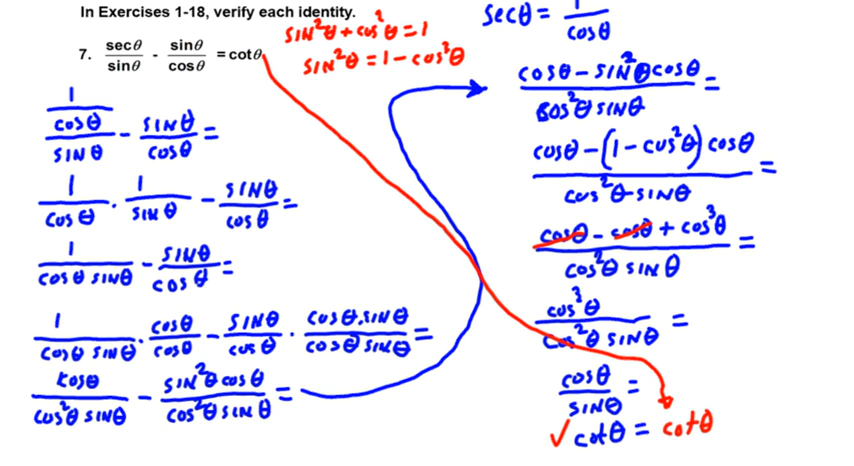 In Exercises 1-18, verify each identity.
7. secθ/sinθ - sinθ/cosθ = cotθ
SIN²θ + cos²θ = 1
SIN²θ = 1 - cos²θ
secθ = 1/cosθ
(1/cosθ)/SINθ - SINθ/cosθ =
1/cosθ · 1/SINθ - SINθ/cosθ =
1/(cosθ SINθ) - SINθ/cosθ =
1/(cosθ SINθ) · cosθ/cosθ - SINθ/cosθ · (cosθ·SINθ)/(cosθ SINθ) =
cosθ/(cos²θ SINθ) - (SIN²θ cosθ)/(cos²θ SINθ) =
(cosθ - SIN²θ cosθ)/(cos²θ SINθ) =
(cosθ - (1 - cos²θ) cosθ)/(cos²θ SINθ) =
(cosθ - cosθ + cos³θ)/(cos²θ SINθ) =
cos³θ/(cos²θ SINθ) =
cosθ/SINθ =
✓ cotθ = cotθ